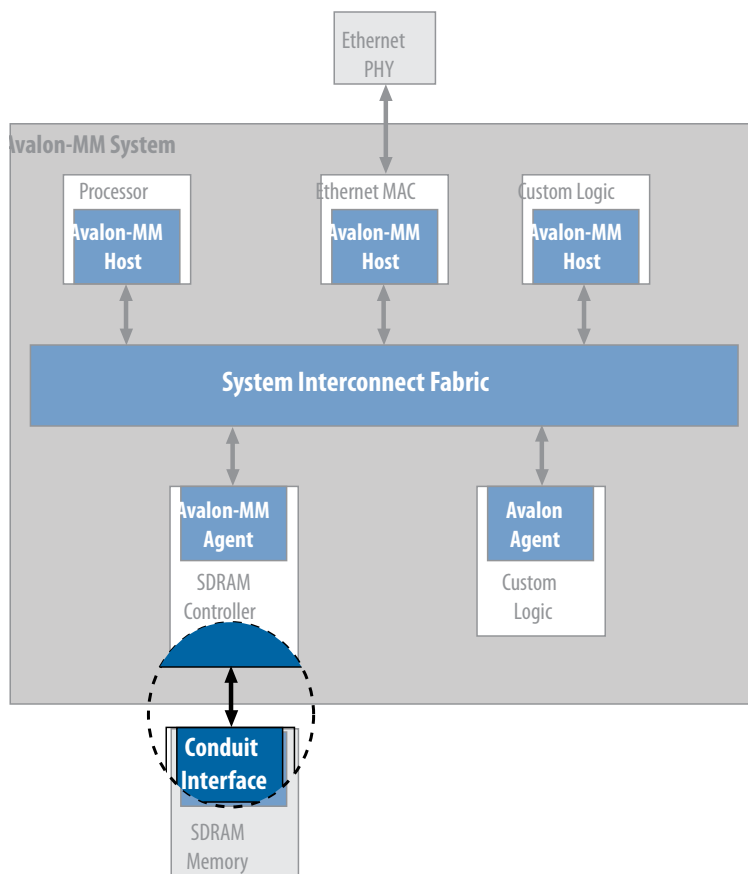 Ethernet
PHY
Avalon-MM System
Processor
Ethernet MAC
Custom Logic
Avalon-MM
Host
Avalon-MM
Host
Avalon-MM
Host
System Interconnect Fabric
Avalon-MM
Agent
SDRAM
Controller
Avalon
Agent
Custom
Logic
Conduit
Interface
SDRAM
Memory